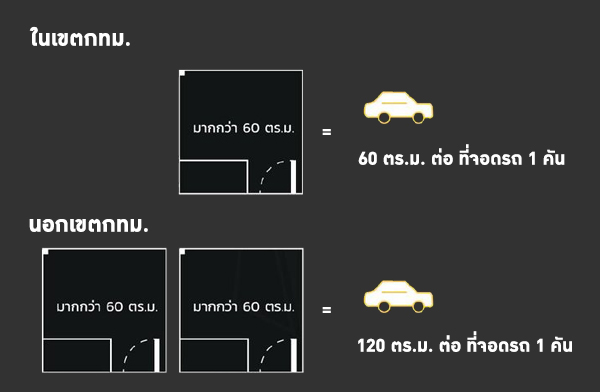 ในเขตกทม.
มากกว่า 60 ตร.ม.
=
60 ตร.ม. ต่อ ที่จอดรถ 1 คัน
นอกเขตกทม.
มากกว่า 60 ตร.ม.
มากกว่า 60 ตร.ม.
=
120 ตร.ม. ต่อ ที่จอดรถ 1 คัน